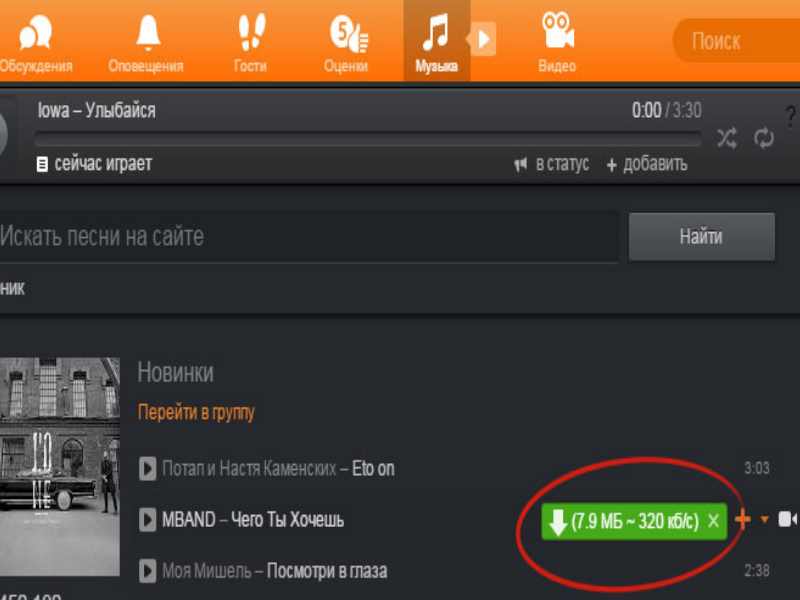 Обсуждения
Оповещения
Гости
5
Оценки
Музыка
Видео
Поиск
Iowa – Улыбайся
0:00 / 3:30
?
сейчас играет
в статус
+ добавить
Искать песни на сайте
Найти
ник
Новинки
Перейти в группу
Потап и Настя Каменских – Eto on
3:03
MBAND – Чего Ты Хочешь
(7.9 МБ ~ 320 кб/с) ×
Моя Мишель – Посмотри в глаза
2:38